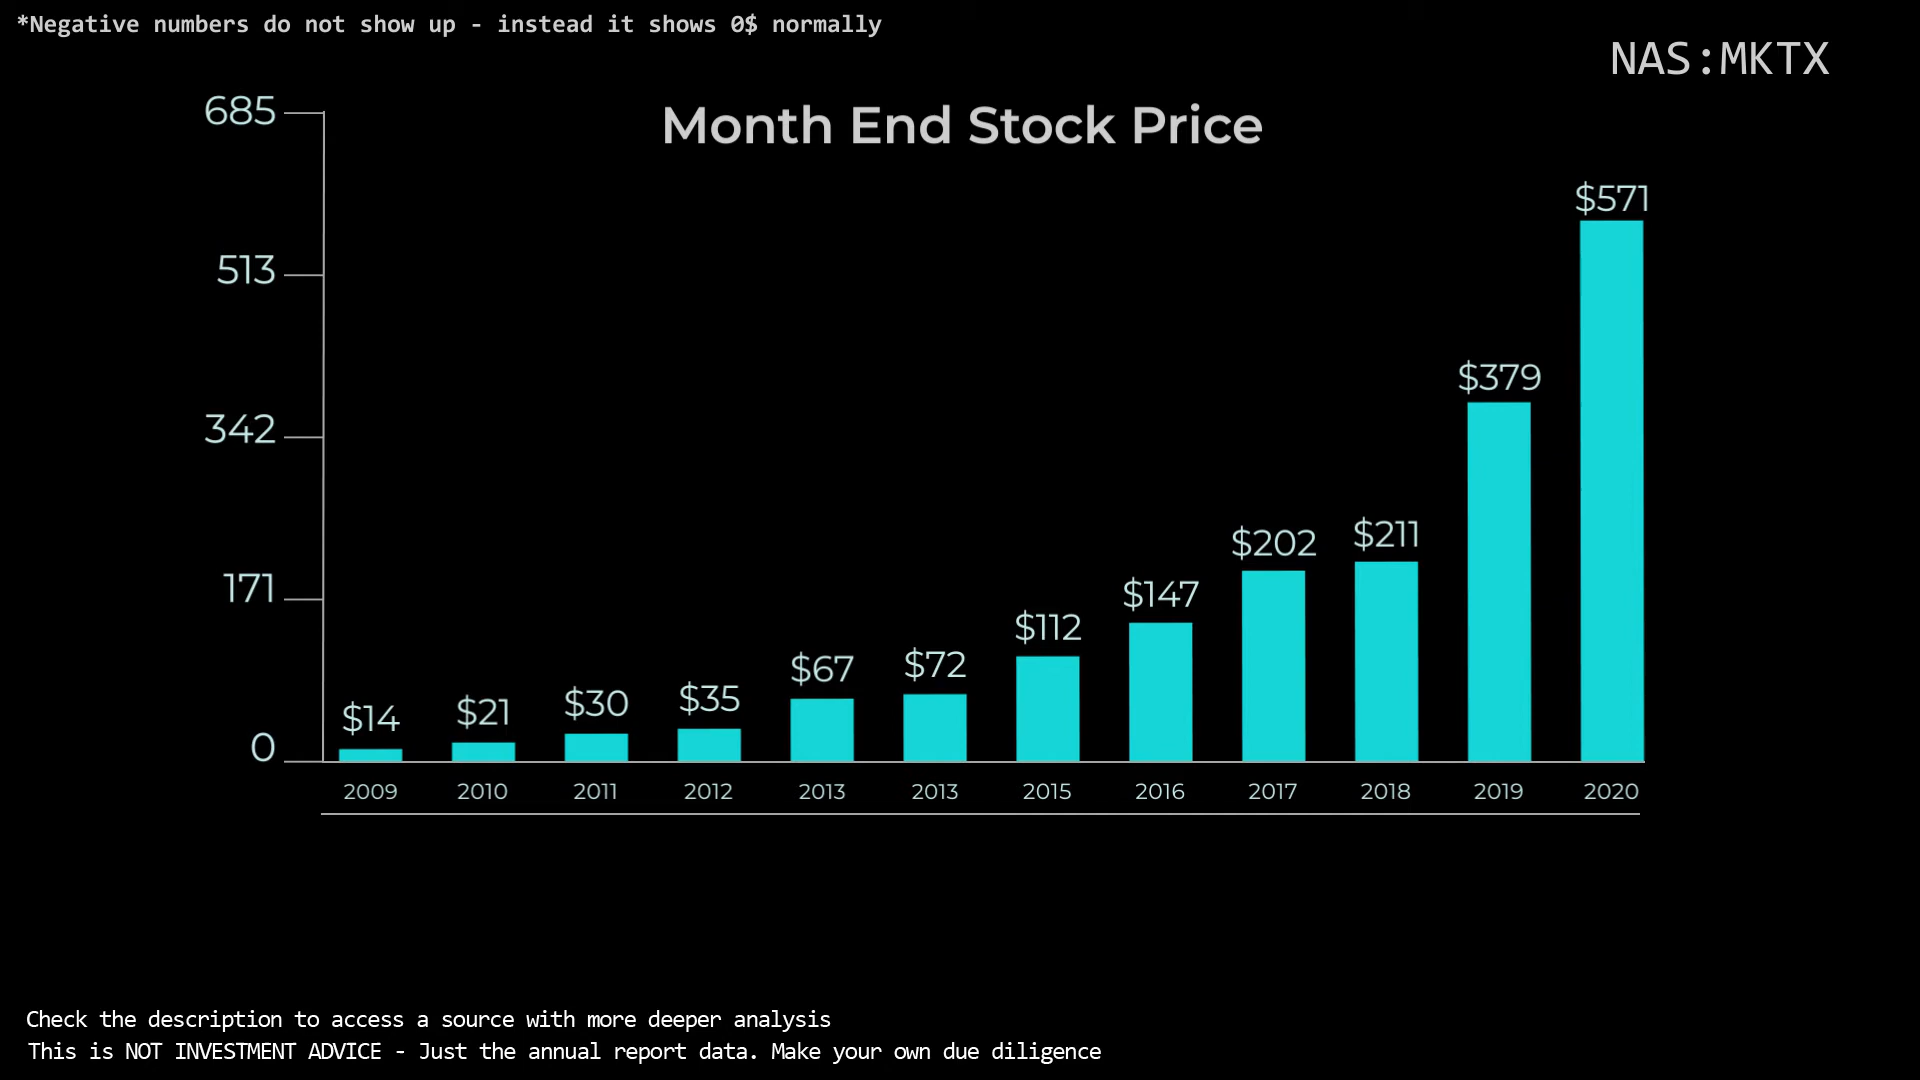 *Negative numbers do not show up - instead it shows 0$ normally
NAS:MKTX
Month End Stock Price
685
513
342
171
0
$14
$21
$30
$35
$67
$72
$112
$147
$202
$211
$379
$571
2009 2010 2011 2012 2013 2013 2015 2016 2017 2018 2019 2020
Check the description to access a source with more deeper analysis
This is NOT INVESTMENT ADVICE - Just the annual report data. Make your own due diligence